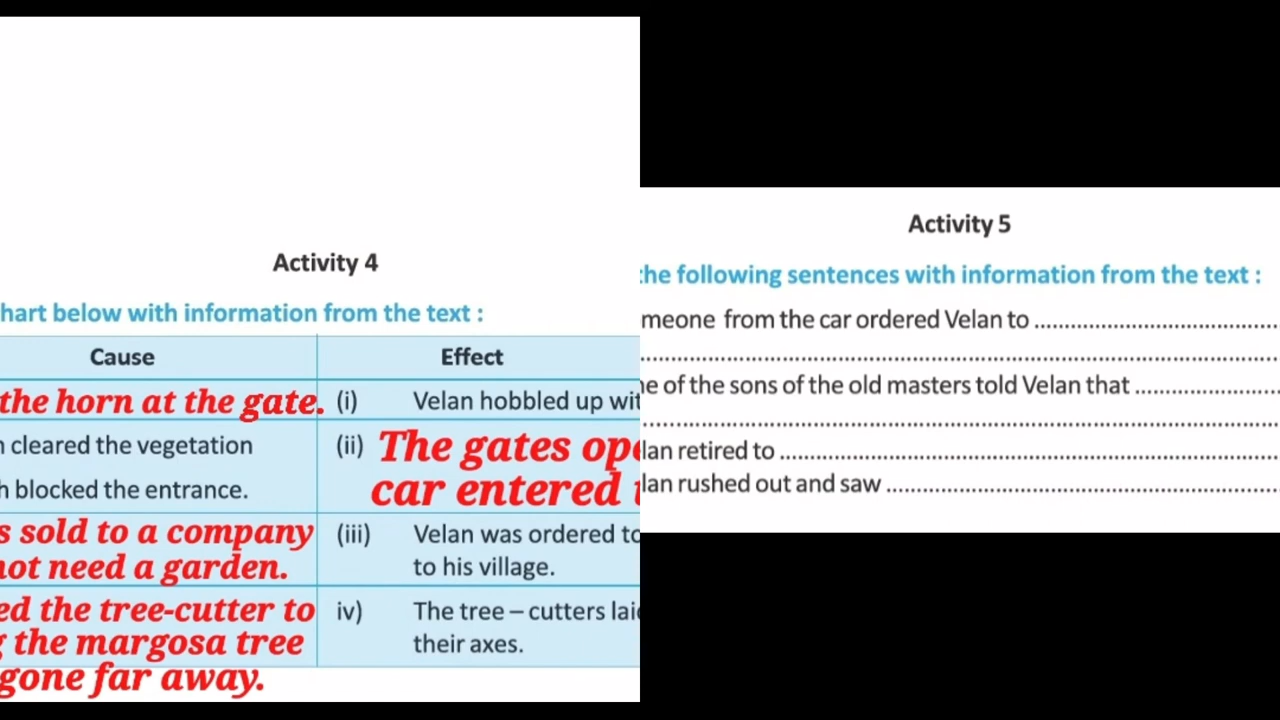 Activity 4
hart below with information from the text :
Cause
Effect
the horn at the gate.
(i) Velan hobbled up wit
n cleared the vegetation
h blocked the entrance.
(ii) The gates ope
car entered t
s sold to a company
not need a garden.
(iii) Velan was ordered to
to his village.
ed the tree-cutter to
g the margosa tree
gone far away.
iv) The tree – cutters laid
their axes.
Activity 5
the following sentences with information from the text :
meone from the car ordered Velan to ........................................
................................................................................
ne of the sons of the old masters told Velan that ........................
................................................................................
lan retired to ................................................................
lan rushed out and saw ................................................